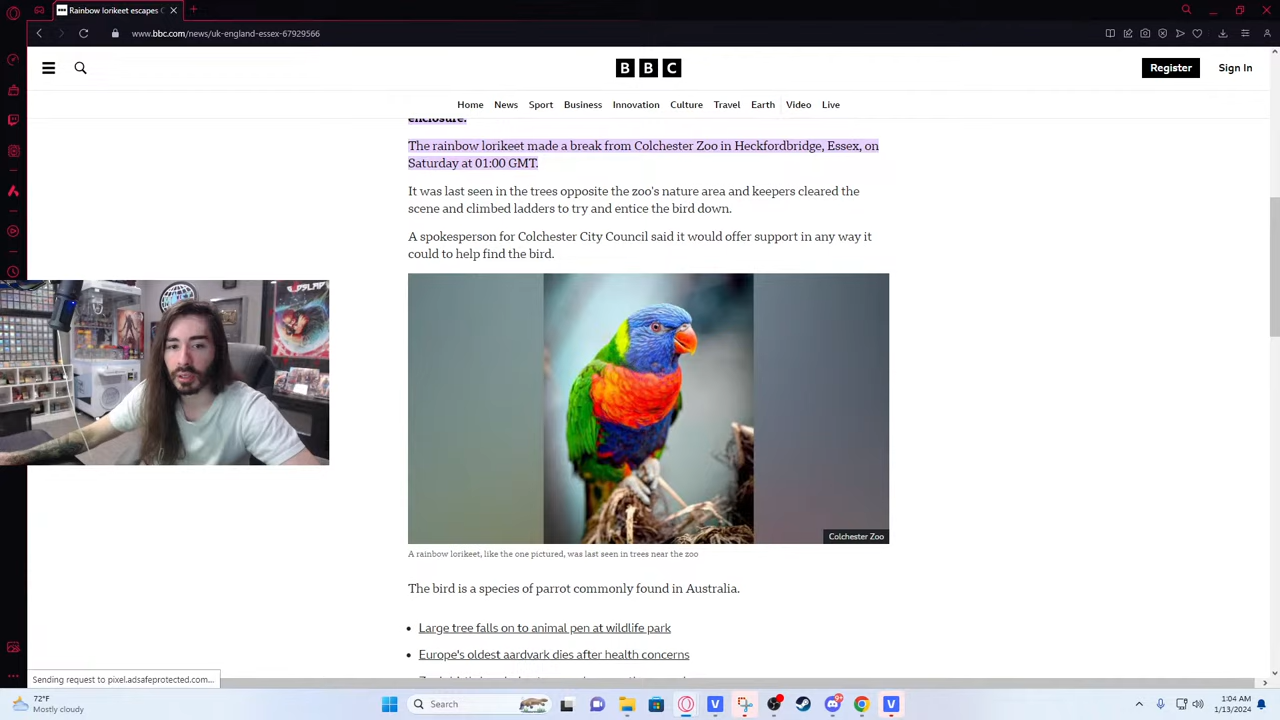 Rainbow lorikeet escapes C
www.bbc.com/news/uk-england-essex-67929566
BBC
Register
Sign In
Home News Sport Business Innovation Culture Travel Earth Video Live
enclosure.
The rainbow lorikeet made a break from Colchester Zoo in Heckfordbridge, Essex, on
Saturday at 01:00 GMT.
It was last seen in the trees opposite the zoo's nature area and keepers cleared the
scene and climbed ladders to try and entice the bird down.
A spokesperson for Colchester City Council said it would offer support in any way it
could to help find the bird.
Colchester Zoo
A rainbow lorikeet, like the one pictured, was last seen in trees near the zoo
The bird is a species of parrot commonly found in Australia.
Large tree falls on to animal pen at wildlife park
Europe's oldest aardvark dies after health concerns
Sending request to pixel.adsafeprotected.com...
72°F
Mostly cloudy
Search
1:04 AM
1/13/2024